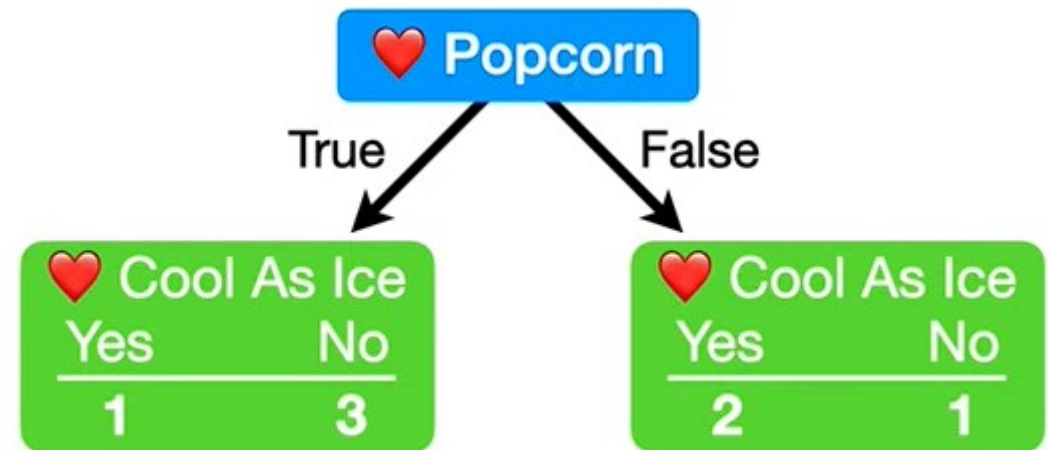 ❤️ Popcorn
True
False
❤️ Cool As Ice
Yes No
1 3
❤️ Cool As Ice
Yes No
2 1